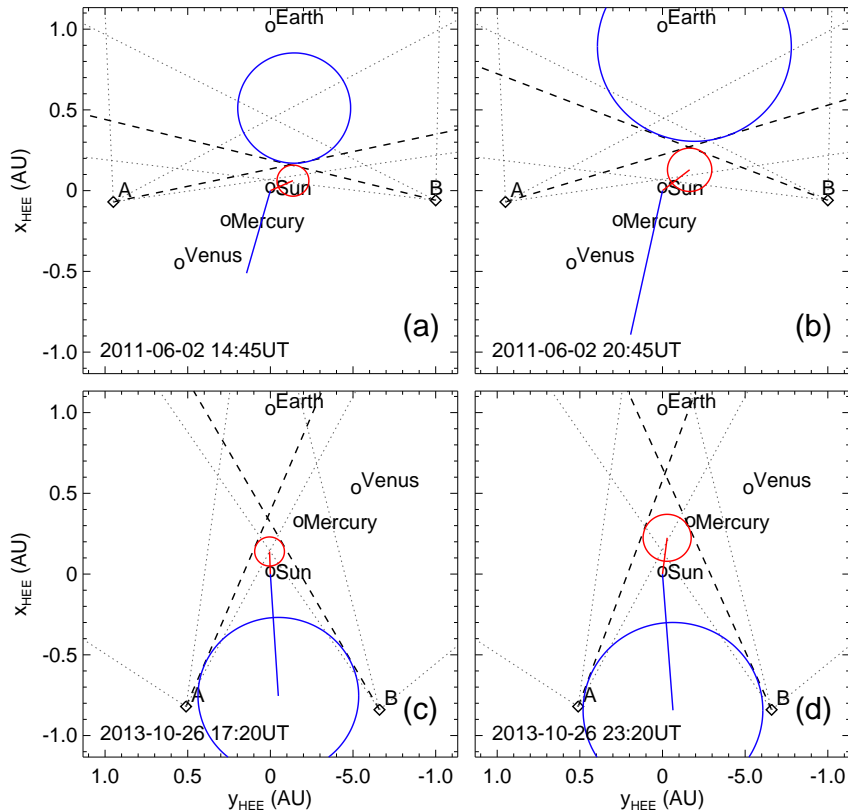 1.0
0.5
0
-0.5
-1.0
x_HEE (AU)
Earth
A
B
Sun
Mercury
Venus
(a)
2011-06-02 14:45UT
Earth
A
B
Sun
Mercury
Venus
(b)
2011-06-02 20:45UT
1.0
0.5
0
-0.5
-1.0
x_HEE (AU)
Earth
Venus
Mercury
Sun
A
B
(c)
2013-10-26 17:20UT
1.0 0.5 0 -5.0 -1.0
y_HEE (AU)
Earth
Venus
Mercury
Sun
A
B
(d)
2013-10-26 23:20UT
1.0 0.5 0 -5.0 -1.0
y_HEE (AU)